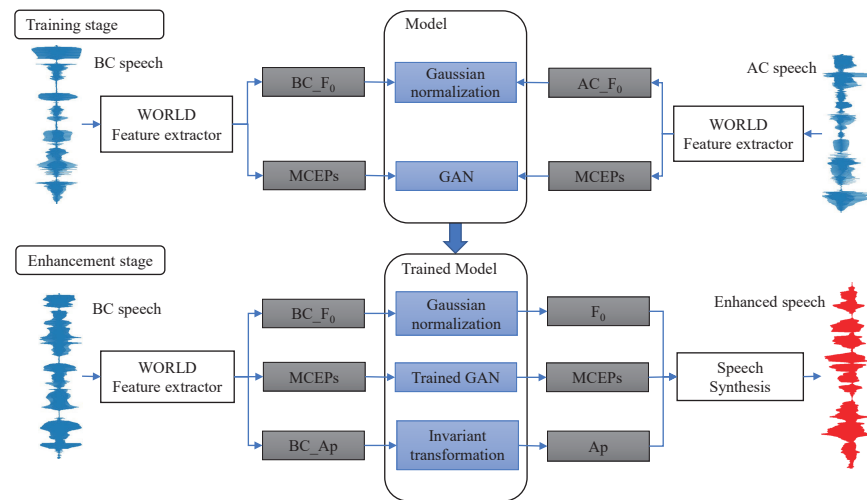 Training stage
Model
BC speech
BC_F0
Gaussian
normalization
AC_F0
AC speech
WORLD
Feature extractor
WORLD
Feature extractor
MCEPs
GAN
MCEPs
Enhancement stage
Trained Model
BC speech
BC_F0
Gaussian
normalization
F0
Enhanced speech
WORLD
Feature extractor
MCEPs
Trained GAN
MCEPs
Speech
Synthesis
BC_Ap
Invariant
transformation
Ap